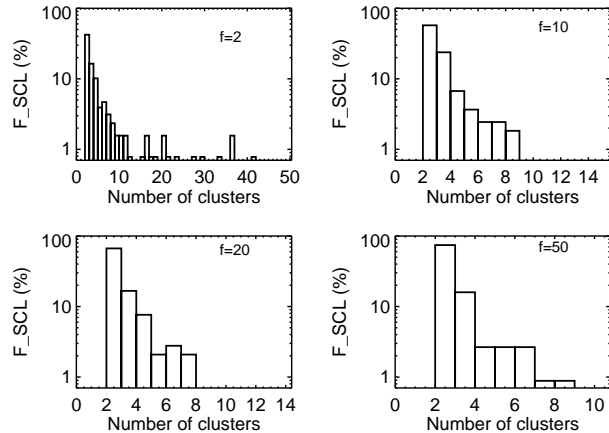 100
10
1
F_SCL (%)
f=2
0 10 20 30 40 50
Number of clusters
100
10
1
F_SCL (%)
f=10
0 2 4 6 8 10 12 14
Number of clusters
100
10
1
F_SCL (%)
f=20
0 2 4 6 8 10 12 14
Number of clusters
100
10
1
F_SCL (%)
f=50
0 2 4 6 8 10
Number of clusters